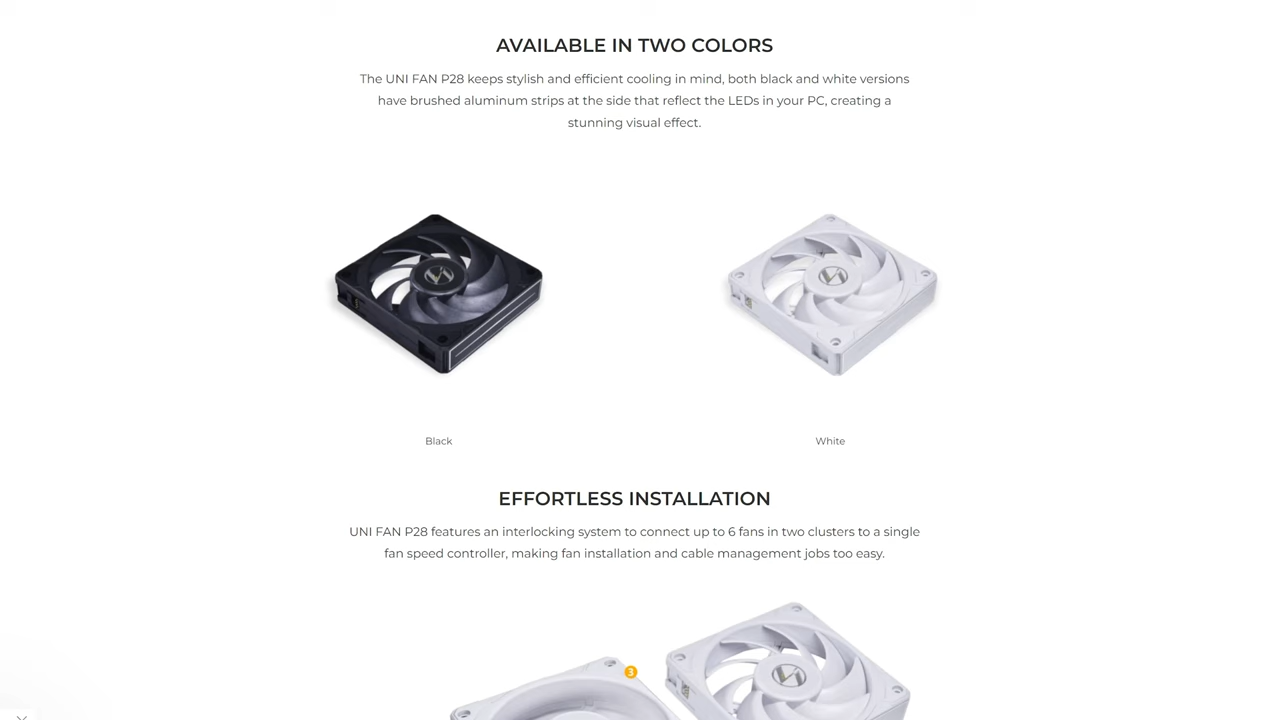 AVAILABLE IN TWO COLORS
The UNI FAN P28 keeps stylish and efficient cooling in mind, both black and white versions
have brushed aluminum strips at the side that reflect the LEDs in your PC, creating a
stunning visual effect.
Black
White
EFFORTLESS INSTALLATION
UNI FAN P28 features an interlocking system to connect up to 6 fans in two clusters to a single
fan speed controller, making fan installation and cable management jobs too easy.
3